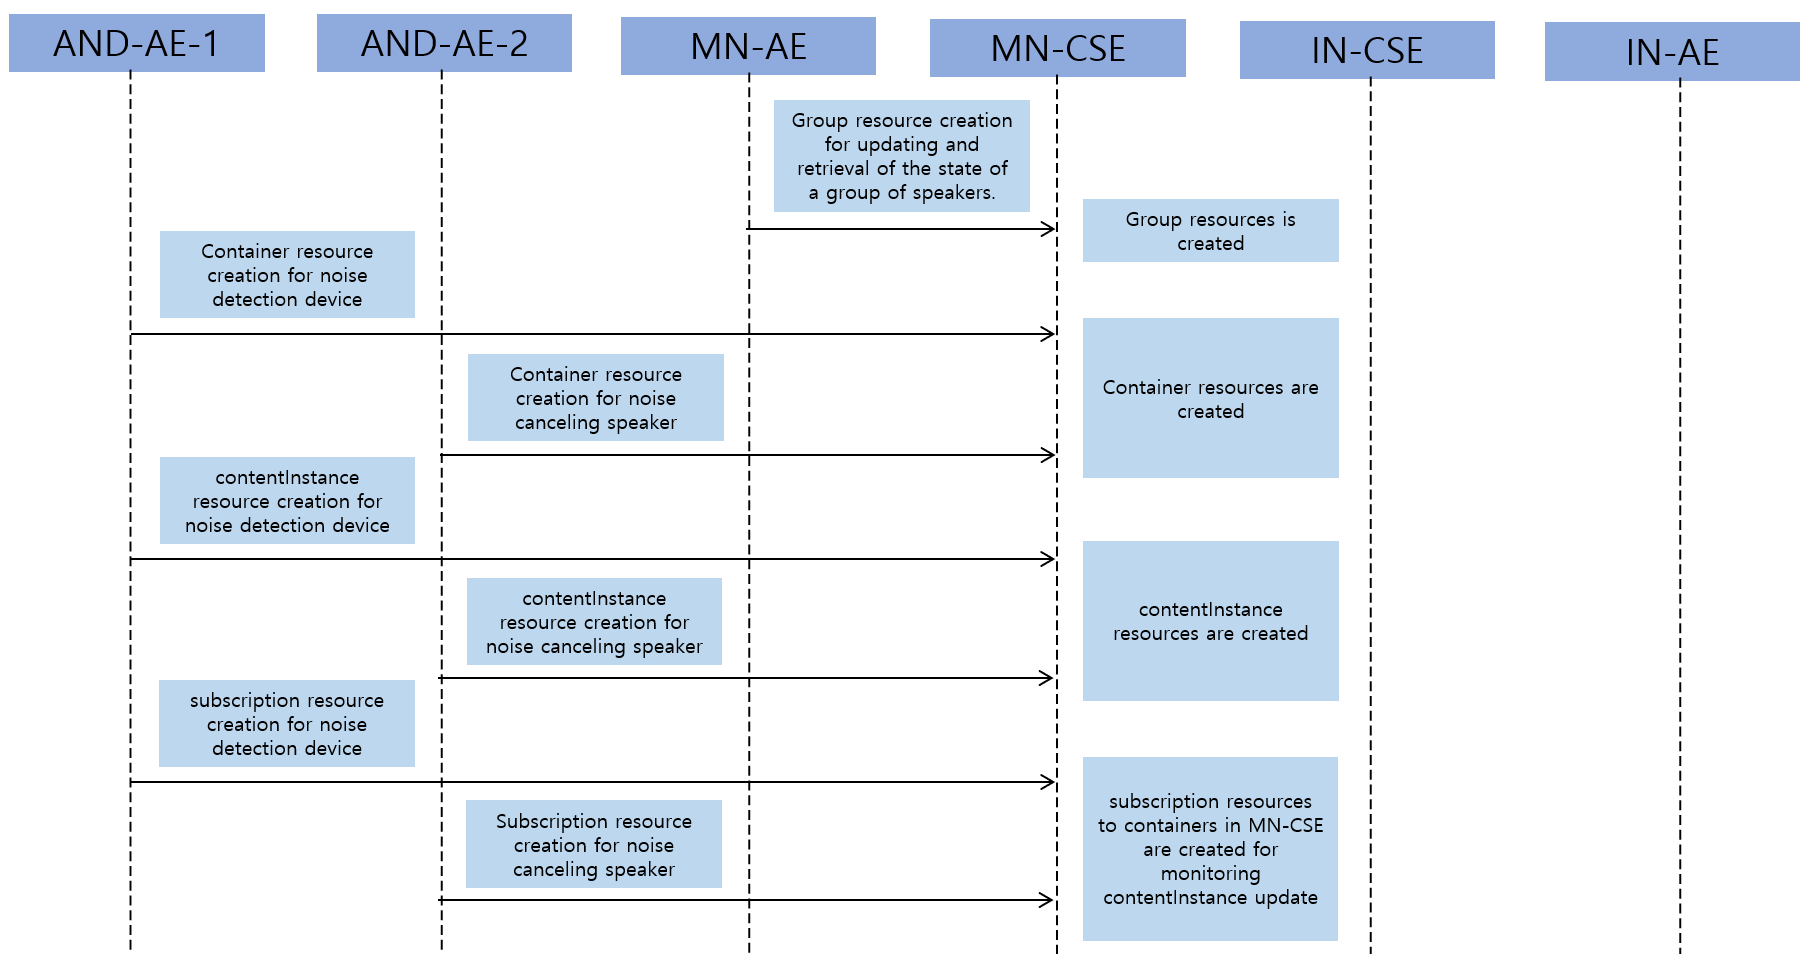 AND-AE-1
AND-AE-2
MN-AE
MN-CSE
IN-CSE
IN-AE
Group resource creation
for updating and
retrieval of the state of
a group of speakers.
Group resources is
created
Container resource
creation for noise
detection device
Container resources are
created
Container resource
creation for noise
canceling speaker
contentInstance
resource creation for
noise detection device
contentInstance
resources are created
contentInstance
resource creation for
noise canceling speaker
subscription resource
creation for noise
detection device
subscription resources
to containers in MN-CSE
are created for
monitoring
contentInstance update
Subscription resource
creation for noise
canceling speaker